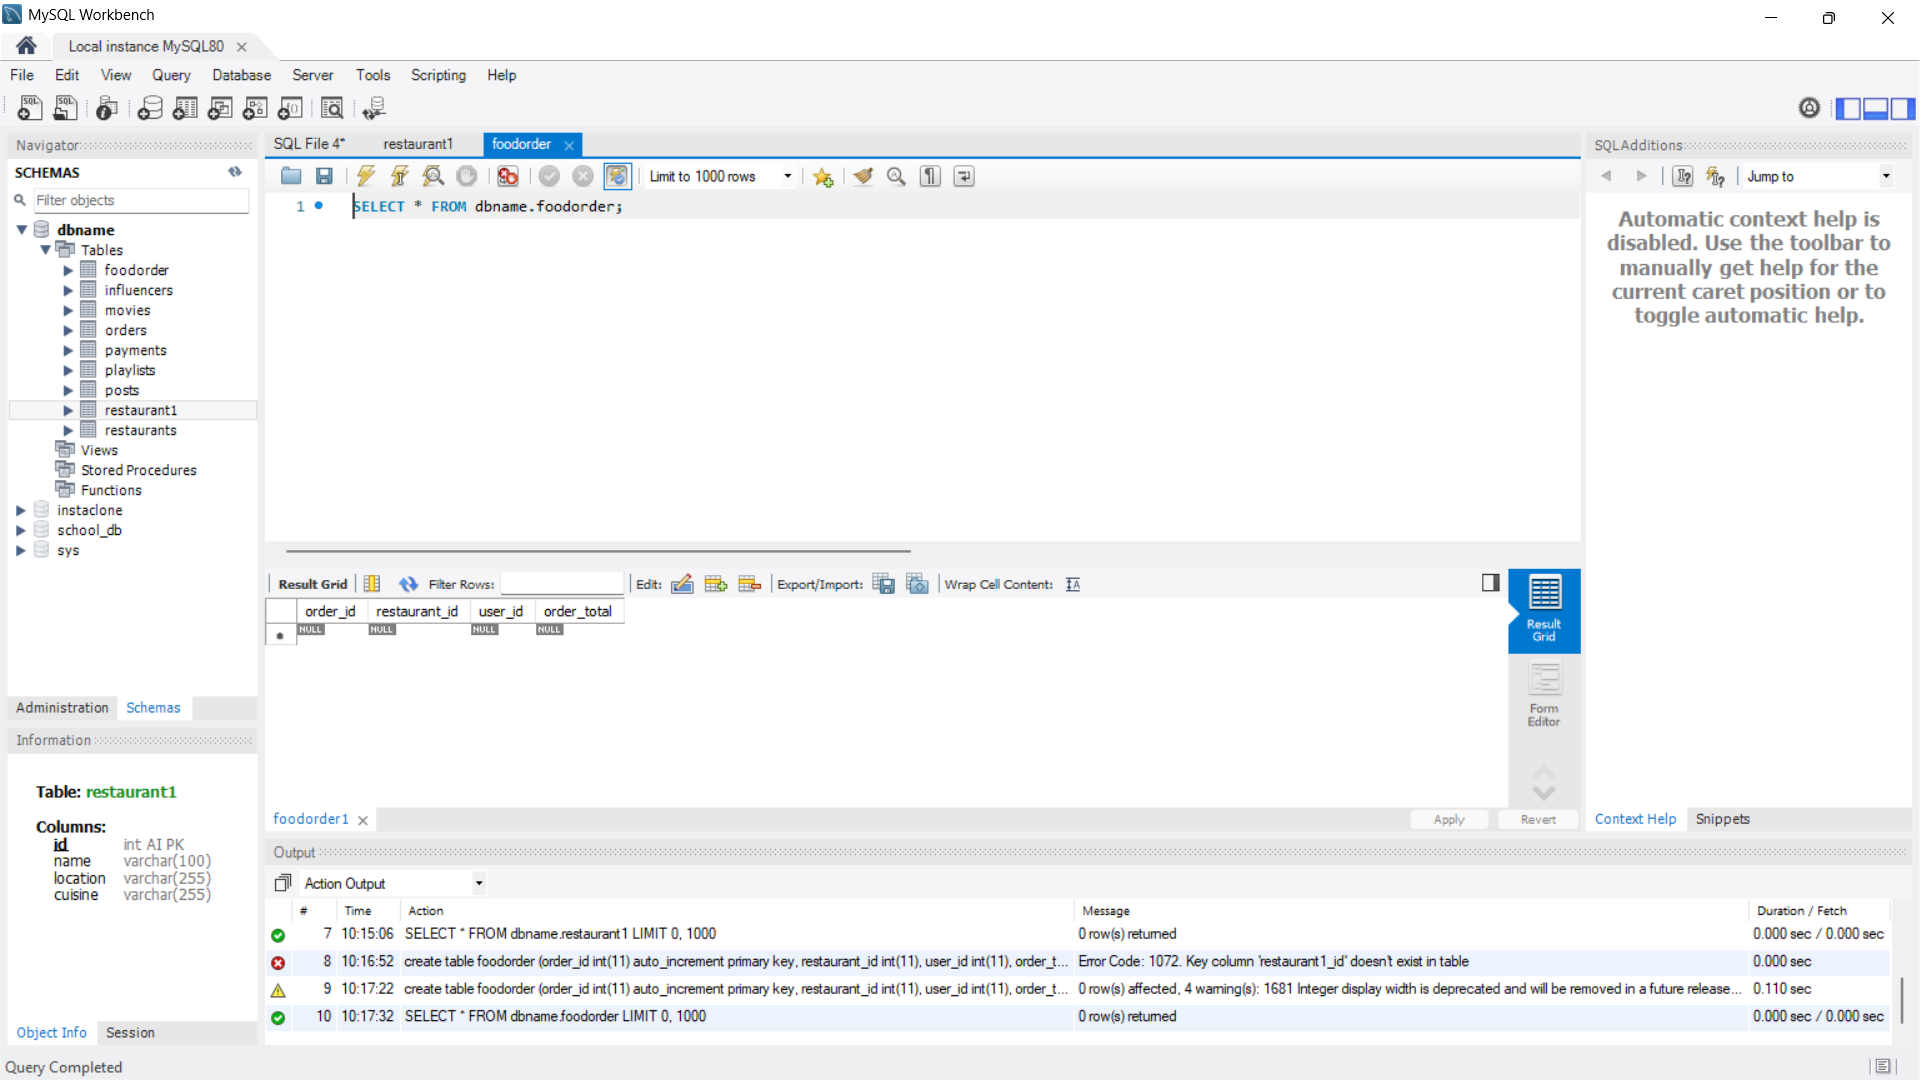 MySQL Workbench
Local instance MySQL80
File Edit View Query Database Server Tools Scripting Help
Navigator
SCHEMAS
Filter objects
dbname
Tables
foodorder
influencers
movies
orders
payments
playlists
posts
restaurant1
restaurants
Views
Stored Procedures
Functions
instaclone
school_db
sys
Administration Schemas
Information
Table: restaurant1
Columns:
id int AI PK
name varchar(100)
location varchar(255)
cuisine varchar(255)
Object Info Session
Query Completed
SQL File 4* restaurant1 foodorder
Limit to 1000 rows
1 SELECT * FROM dbname.foodorder;
Result Grid Filter Rows: Edit: Export/Import: Wrap Cell Content:
order_id restaurant_id user_id order_total
NULL NULL NULL NULL
Result
Grid
Form
Editor
foodorder1
Apply Revert
Output
Action Output
# Time Action Message Duration / Fetch
7 10:15:06 SELECT * FROM dbname.restaurant1 LIMIT 0, 1000 0 row(s) returned 0.000 sec / 0.000 sec
8 10:16:52 create table foodorder (order_id int(11) auto_increment primary key, restaurant_id int(11), user_id int(11), order_t... Error Code: 1072. Key column 'restaurant1_id' doesn't exist in table 0.000 sec
9 10:17:22 create table foodorder (order_id int(11) auto_increment primary key, restaurant_id int(11), user_id int(11), order_t... 0 row(s) affected, 4 warning(s): 1681 Integer display width is deprecated and will be removed in a future release... 0.110 sec
10 10:17:32 SELECT * FROM dbname.foodorder LIMIT 0, 1000 0 row(s) returned 0.000 sec / 0.000 sec
SQLAdditions
Jump to
Automatic context help is
disabled. Use the toolbar to
manually get help for the
current caret position or to
toggle automatic help.
Context Help Snippets